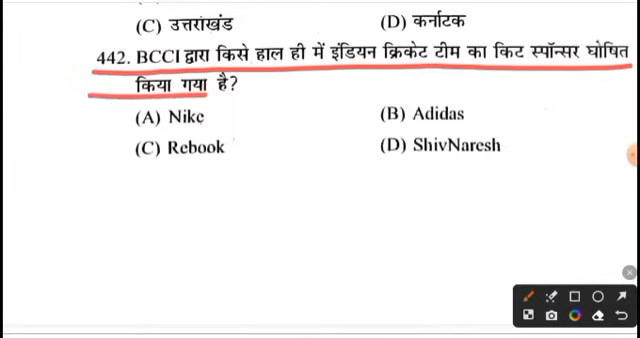 (C) उत्तरांखंड (D) कर्नाटक
442. BCCI द्वारा किसे हाल ही में इंडियन क्रिकेट टीम का किट स्पॉन्सर घोषित
किया गया है?
(A) Nike (B) Adidas
(C) Rebook (D) ShivNaresh